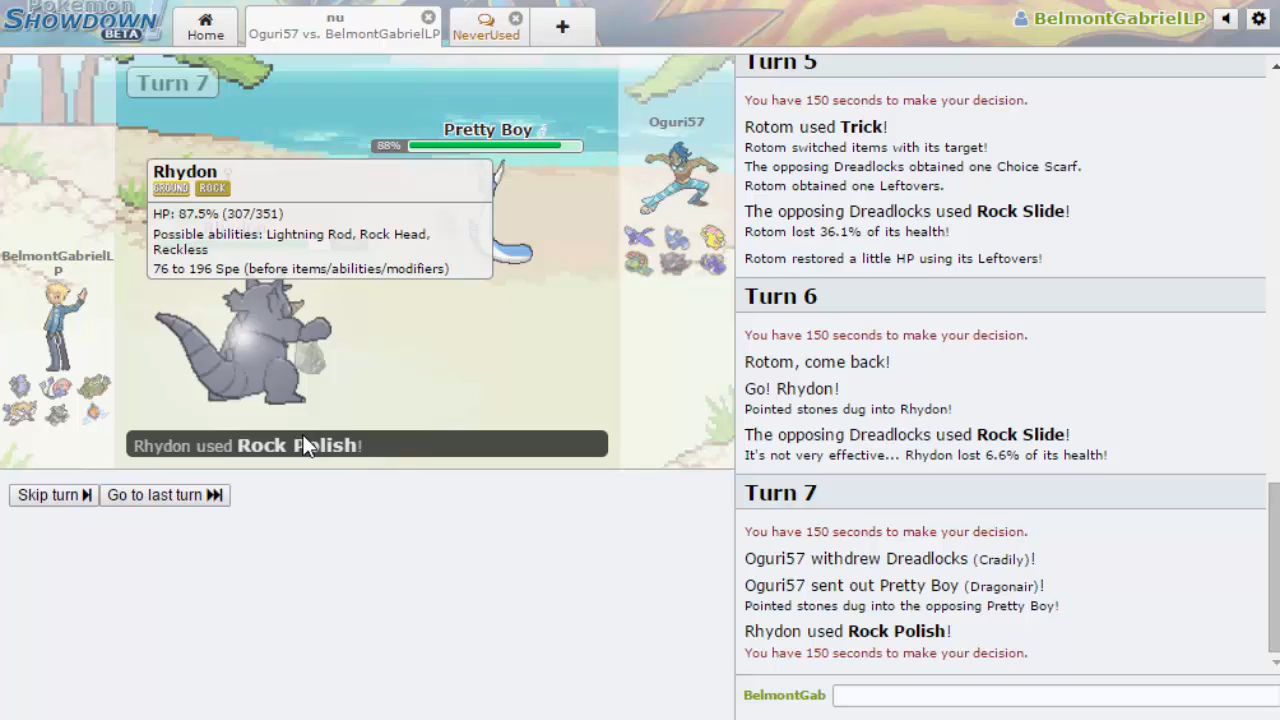 Pokemon
SHOWDOWN
BETA
Home
nu
Oguri57 vs. BelmontGabrielLP
NeverUsed
BelmontGabrielLP
Turn 7
Pretty Boy
88%
Rhydon
GROUND ROCK
HP: 87.5% (307/351)
Possible abilities: Lightning Rod, Rock Head,
Reckless
76 to 196 Spe (before items/abilities/modifiers)
BelmontGabrielL
P
Oguri57
Rhydon used Rock Polish!
Skip turn
Go to last turn
Turn 5
You have 150 seconds to make your decision.
Rotom used Trick!
Rotom switched items with its target!
The opposing Dreadlocks obtained one Choice Scarf.
Rotom obtained one Leftovers.
The opposing Dreadlocks used Rock Slide!
Rotom lost 36.1% of its health!
Rotom restored a little HP using its Leftovers!
Turn 6
You have 150 seconds to make your decision.
Rotom, come back!
Go! Rhydon!
Pointed stones dug into Rhydon!
The opposing Dreadlocks used Rock Slide!
It's not very effective... Rhydon lost 6.6% of its health!
Turn 7
You have 150 seconds to make your decision.
Oguri57 withdrew Dreadlocks (Cradily)!
Oguri57 sent out Pretty Boy (Dragonair)!
Pointed stones dug into the opposing Pretty Boy!
Rhydon used Rock Polish!
You have 150 seconds to make your decision.
BelmontGab